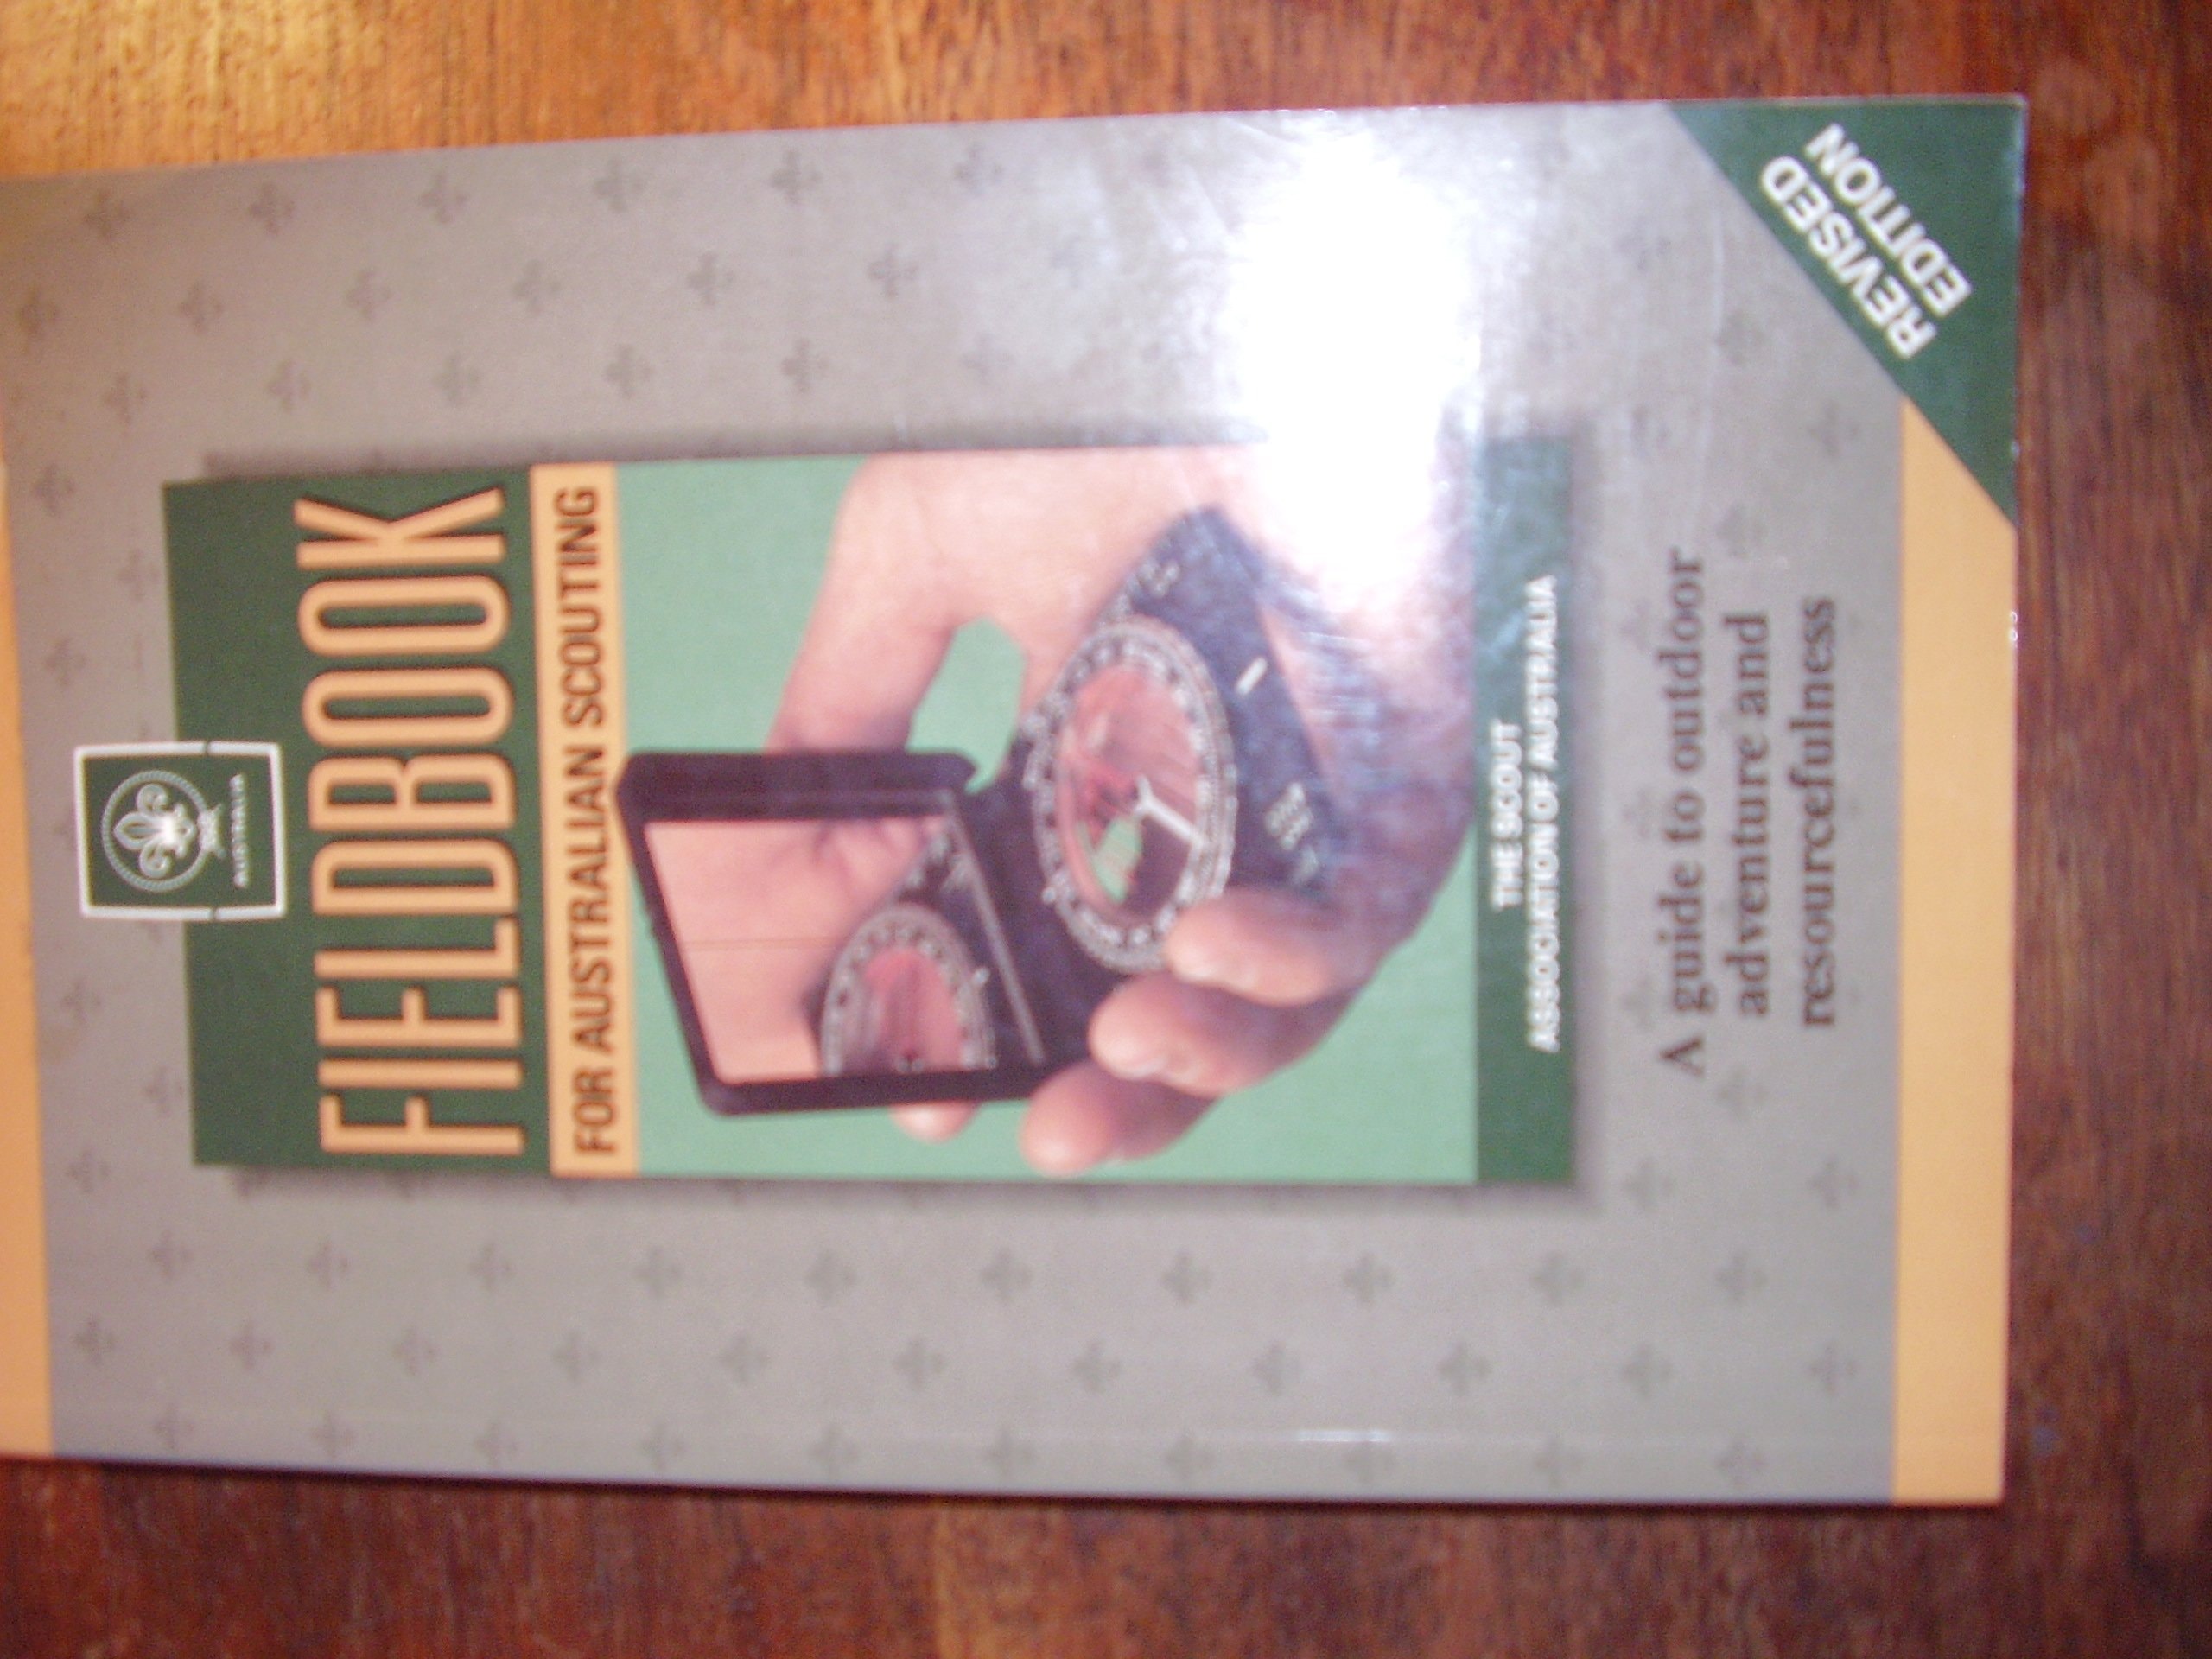 AUSTRALIA
FIELDBOOK
FOR AUSTRALIAN SCOUTING
THE SCOUT
ASSOCIATION OF AUSTRALIA
A guide to outdoor
adventure and
resourcefulness
REVISED
EDITION